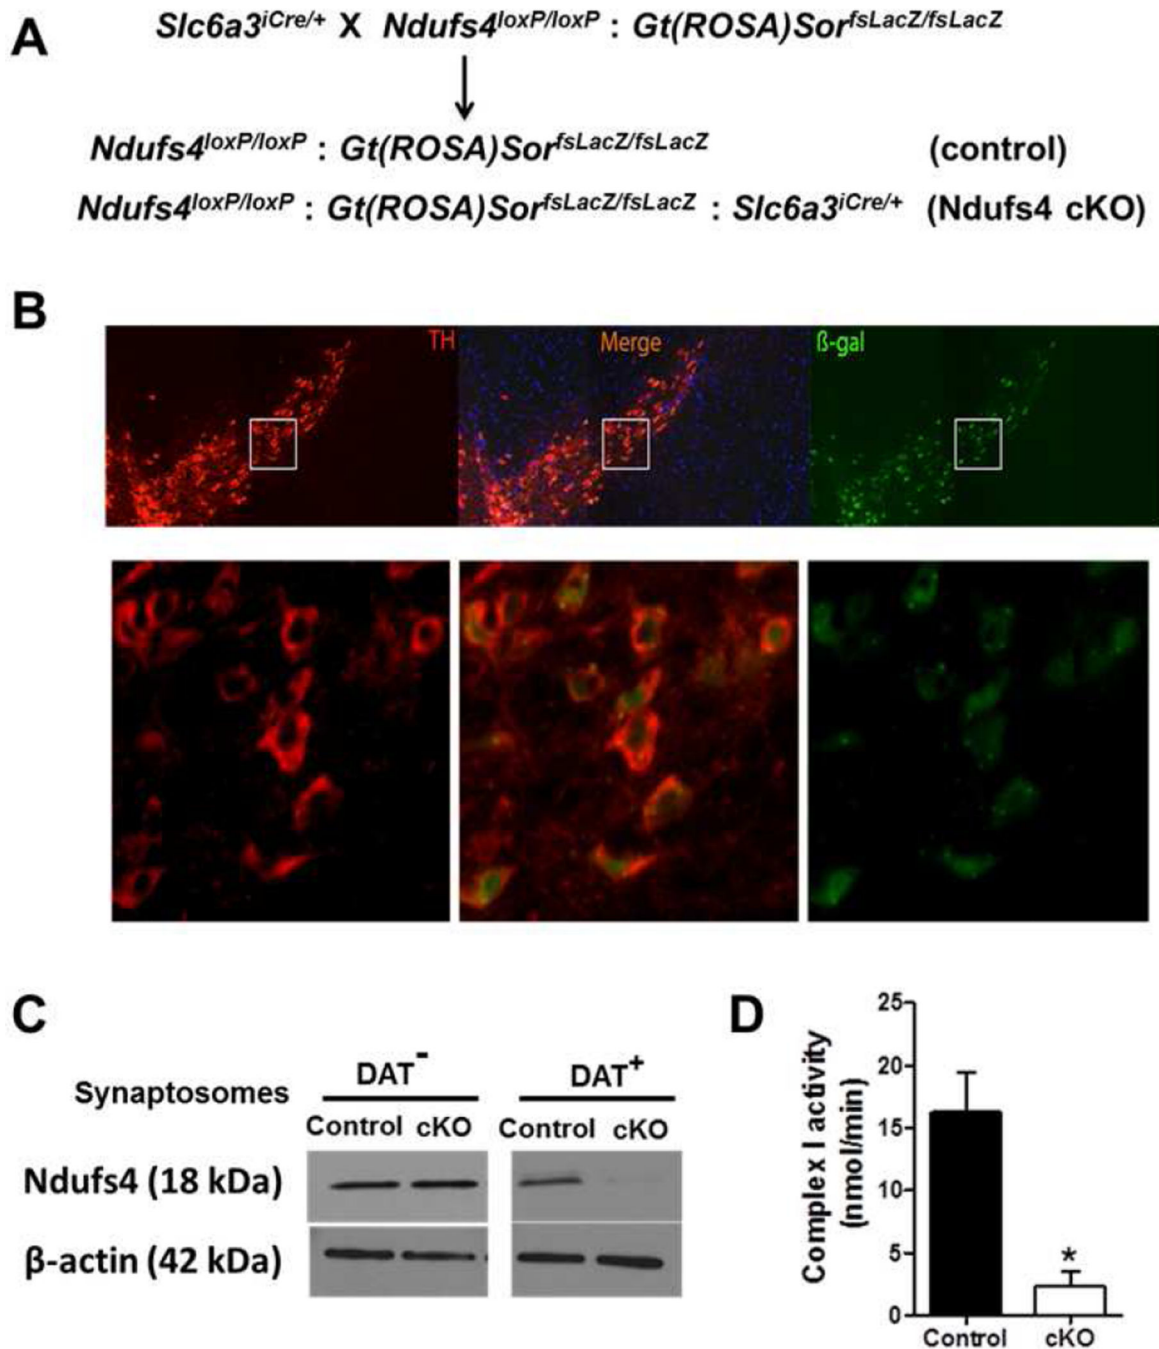 A
Slc6a3iCre/+ X Ndufs4loxP/loxP : Gt(ROSA)SorfsLacZ/fsLacZ
Ndufs4loxP/loxP : Gt(ROSA)SorfsLacZ/fsLacZ (control)
Ndufs4loxP/loxP : Gt(ROSA)SorfsLacZ/fsLacZ : Slc6a3iCre/+ (Ndufs4 cKO)
B
TH Merge ß-gal
C
Synaptosomes DAT- DAT+
Control cKO Control cKO
Ndufs4 (18 kDa)
β-actin (42 kDa)
D
Complex I activity
(nmol/min)
25
20
15
10
5
0
*
Control cKO